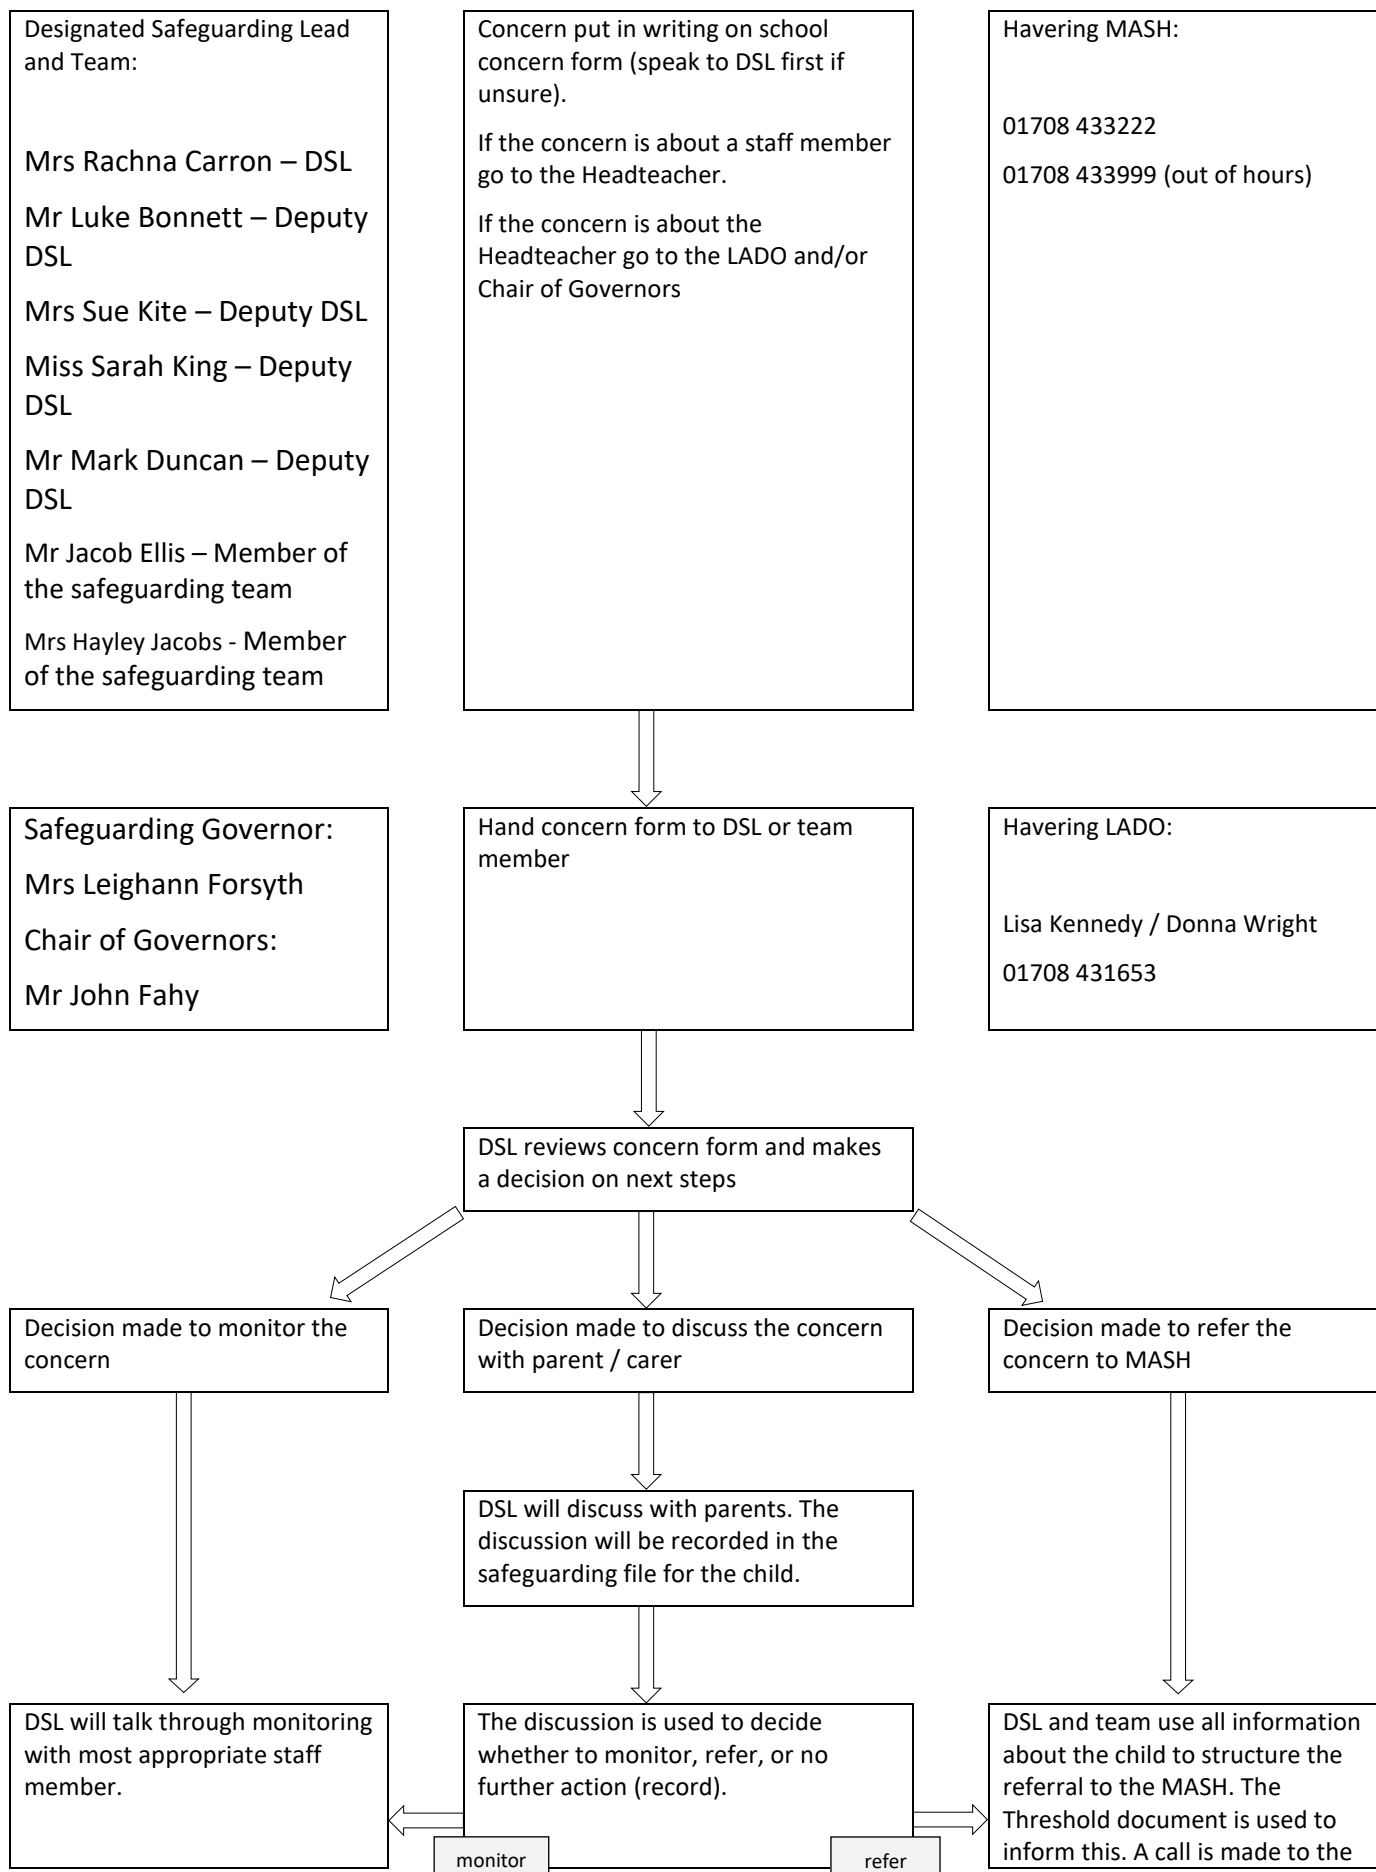 Designated Safeguarding Lead
and Team:
Mrs Rachna Carron – DSL
Mr Luke Bonnett – Deputy
DSL
Mrs Sue Kite – Deputy DSL
Miss Sarah King – Deputy
DSL
Mr Mark Duncan – Deputy
DSL
Mr Jacob Ellis – Member of
the safeguarding team
Mrs Hayley Jacobs - Member
of the safeguarding team
Concern put in writing on school
concern form (speak to DSL first if
unsure).
If the concern is about a staff member
go to the Headteacher.
If the concern is about the
Headteacher go to the LADO and/or
Chair of Governors
Havering MASH:
01708 433222
01708 433999 (out of hours)
Safeguarding Governor:
Mrs Leighann Forsyth
Chair of Governors:
Mr John Fahy
Hand concern form to DSL or team
member
Havering LADO:
Lisa Kennedy / Donna Wright
01708 431653
DSL reviews concern form and makes
a decision on next steps
Decision made to monitor the
concern
Decision made to discuss the concern
with parent / carer
Decision made to refer the
concern to MASH
DSL will discuss with parents. The
discussion will be recorded in the
safeguarding file for the child.
DSL will talk through monitoring
with most appropriate staff
member.
The discussion is used to decide
whether to monitor, refer, or no
further action (record).
DSL and team use all information
about the child to structure the
referral to the MASH. The
Threshold document is used to
inform this. A call is made to the
monitor
refer